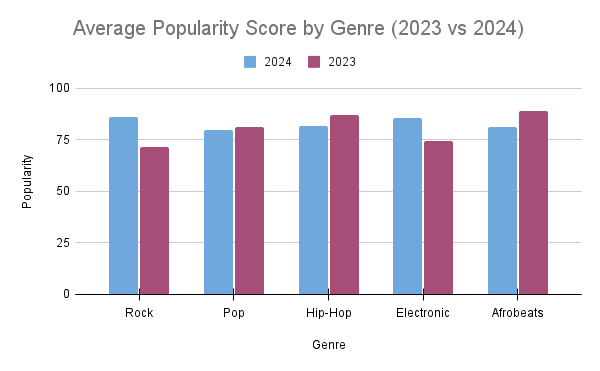 Average Popularity Score by Genre (2023 vs 2024)
2024 2023
100
75
50
25
0
Popularity
Rock Pop Hip-Hop Electronic Afrobeats
Genre